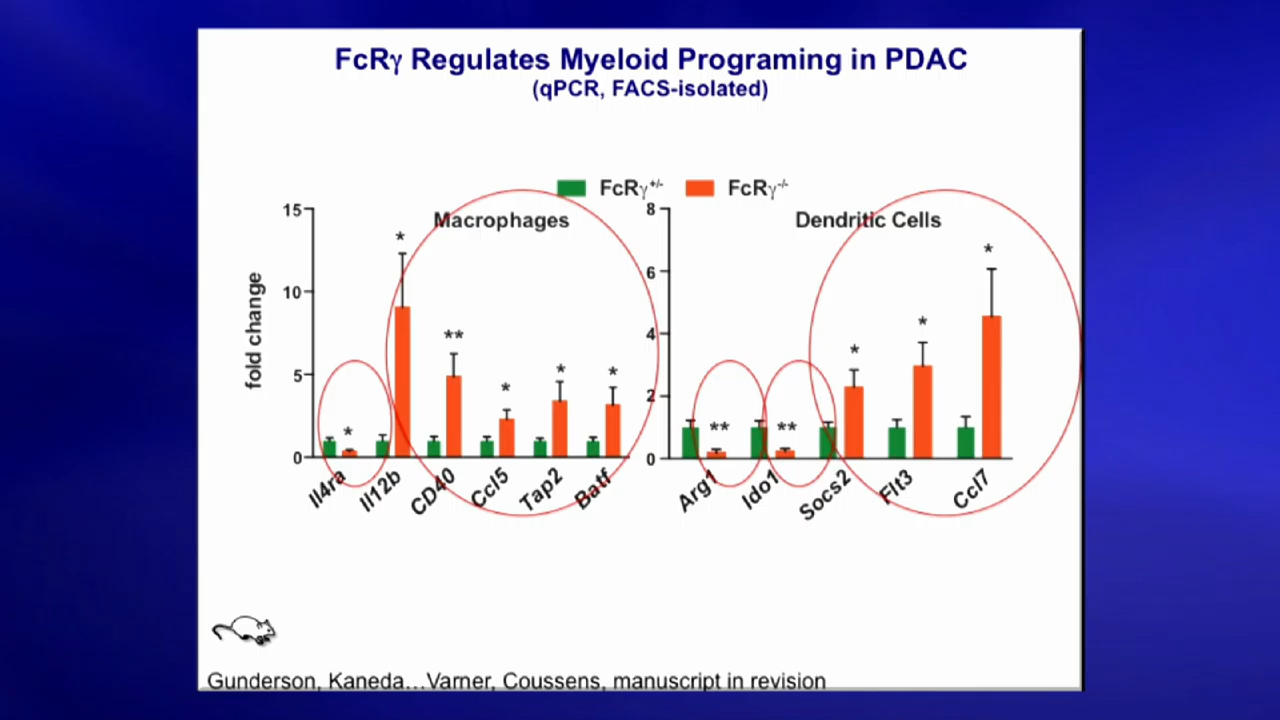 FcRγ Regulates Myeloid Programing in PDAC
(qPCR, FACS-isolated)
FcRγ+/- FcRγ-/-
Macrophages
fold change
15
10
5
0
*
*
**
*
*
*
Il4ra Il12b CD40 Ccl5 Tap2 Batf
Dendritic Cells
8
6
4
2
0
**
**
*
*
*
Arg1 Ido1 Socs2 Flt3 Ccl7
Gunderson, Kaneda…Varner, Coussens, manuscript in revision